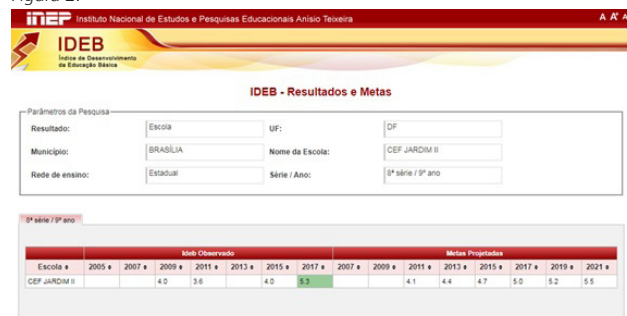 Figura 2.
inep Instituto Nacional de Estudos e Pesquisas Educacionais Anísio Teixeira A A+ A
IDEB
Índice de Desenvolvimento
da Educação Básica
IDEB - Resultados e Metas
Parâmetros da Pesquisa
Resultado: Escola UF: DF
Município: BRASÍLIA Nome da Escola: CEF JARDIM II
Rede de ensino: Estadual Série / Ano: 8ª série / 9º ano
8ª série / 9º ano
Ideb Observado Metas Projetadas
Escola 2005 2007 2009 2011 2013 2015 2017 2007 2009 2011 2013 2015 2017 2019 2021
CEF JARDIM II 4.0 3.6 4.0 5.3 4.1 4.4 4.7 5.0 5.2 5.5